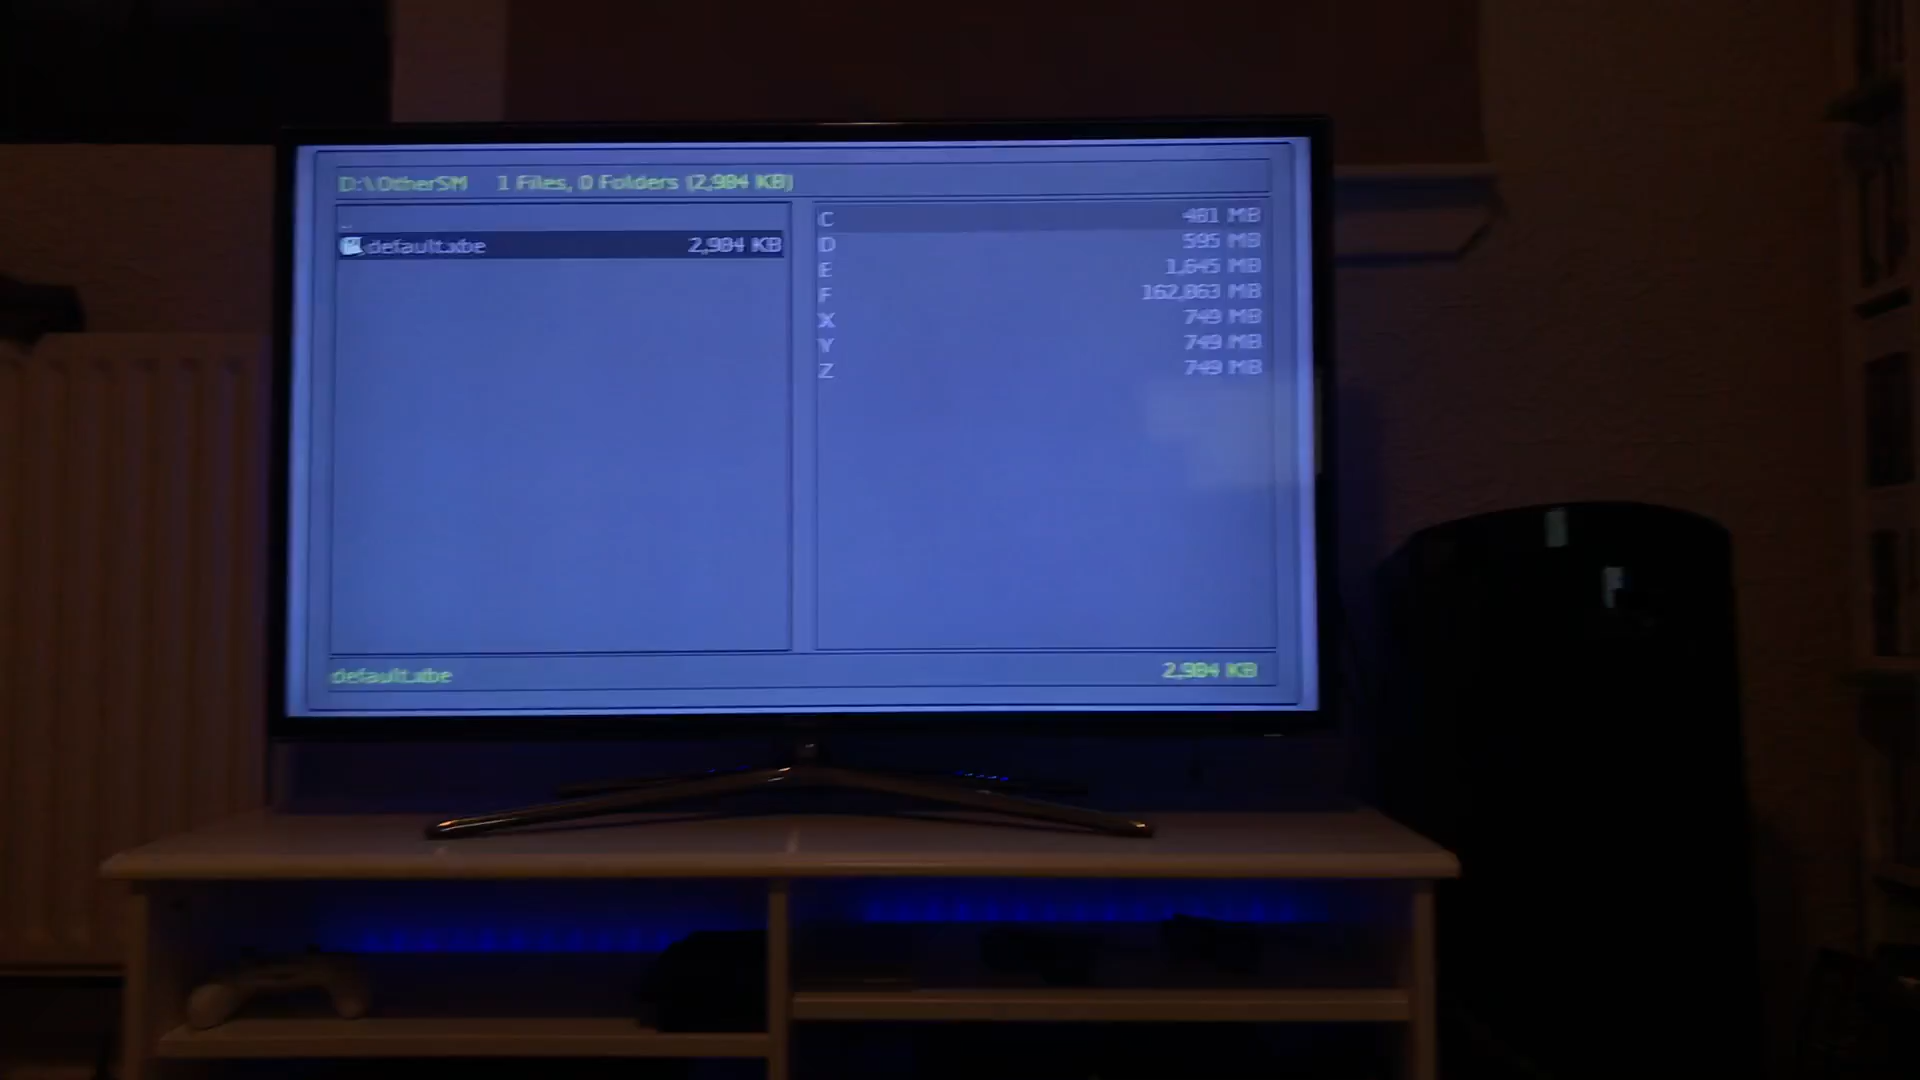 D:\OtherSM 1 Files, 0 Folders (2,984 KB)
..
default.xbe 2,984 KB
C 481 MB
D 595 MB
E 1,645 MB
F 162,863 MB
X 749 MB
Y 749 MB
Z 749 MB
default.xbe 2,984 KB